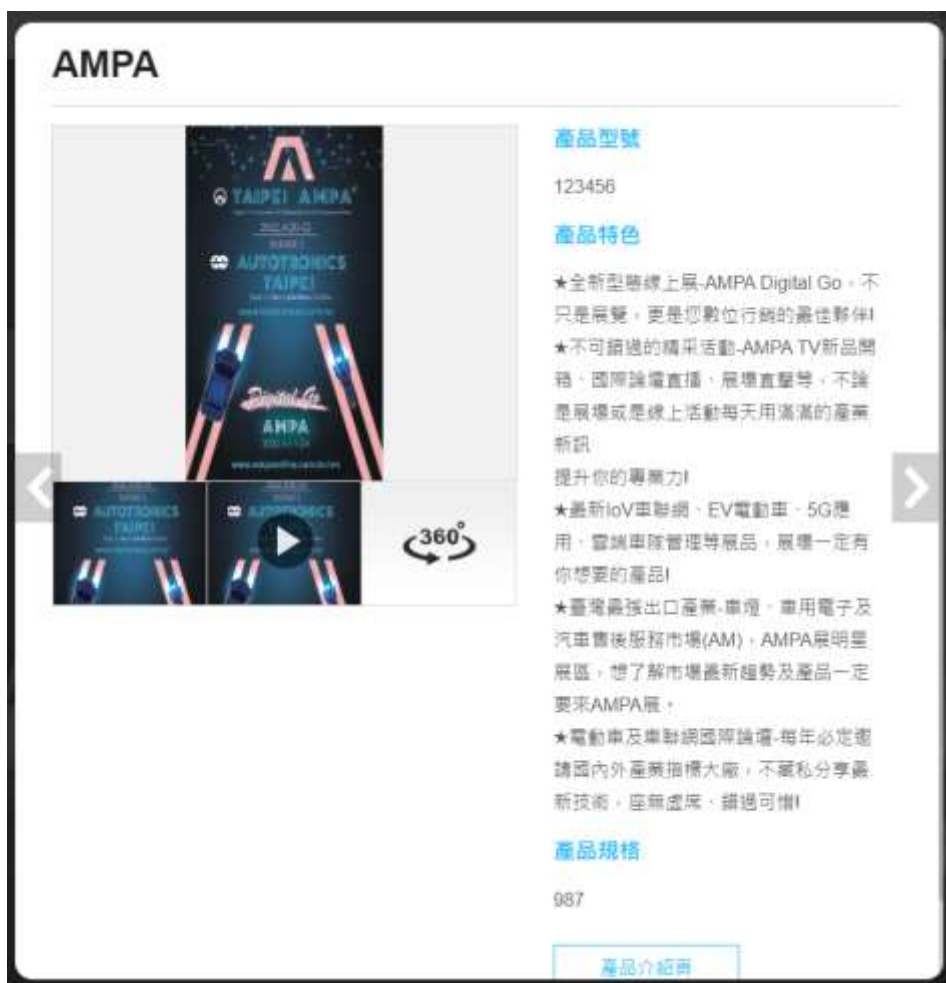 AMPA
TAIPEI AMPA
AUTOTRONICS
TAIPEI
Digital Go
AMPA
AUTOTRONICS
TAIPEI
AUTOTRONICS
TAIPEI
360°
產品型號
123456
產品特色
★全新型態線上展-AMPA Digital Go，不
只是展覽，更是您數位行銷的最佳夥伴!
★不可錯過的精采活動-AMPA TV新品開
箱、國際論壇直播、展場直擊等，不論
是展場或是線上活動每天用滿滿的產業
新訊
提升你的專業力!
★最新IoV車聯網、EV電動車、5G應
用、雲端車隊管理等展品，展場一定有
你想要的產品!
★臺灣最強出口產業-車燈、車用電子及
汽車售後服務市場(AM)，AMPA展明星
展區，想了解市場最新趨勢及產品一定
要來AMPA展。
★電動車及車聯網國際論壇-每年必定邀
請國內外產業指標大廠，不藏私分享最
新技術，座無虛席、錯過可惜!
產品規格
987
產品介紹頁